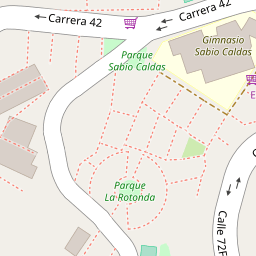 Carrera 42
Carrera 42
Gimnasio
Sabio Caldas
Parque
Sabio Caldas
E
Parque
La Rotonda
Calle 72F